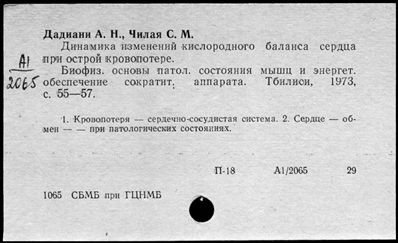 Дадиани А. Н., Чилая С. М.
Динамика изменений кислородного баланса сердца
при острой кровопотере.
А1
2065
Биофиз. основы патол. состояния мышц и энергет.
обеспечение сократит. аппарата. Тбилиси, 1973,
с. 55—57.
1. Кровопотеря — сердечно-сосудистая система. 2. Сердце — об-
мен — — при патологических состояниях.
П-18 А1/2065 29
1065 СБМБ при ГЦНМБ